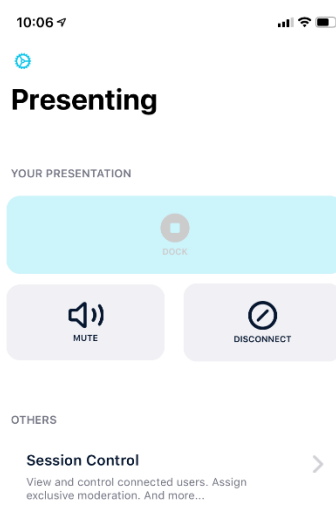 10:06
Presenting
YOUR PRESENTATION
DOCK
MUTE
DISCONNECT
OTHERS
Session Control
View and control connected users. Assign
exclusive moderation. And more...